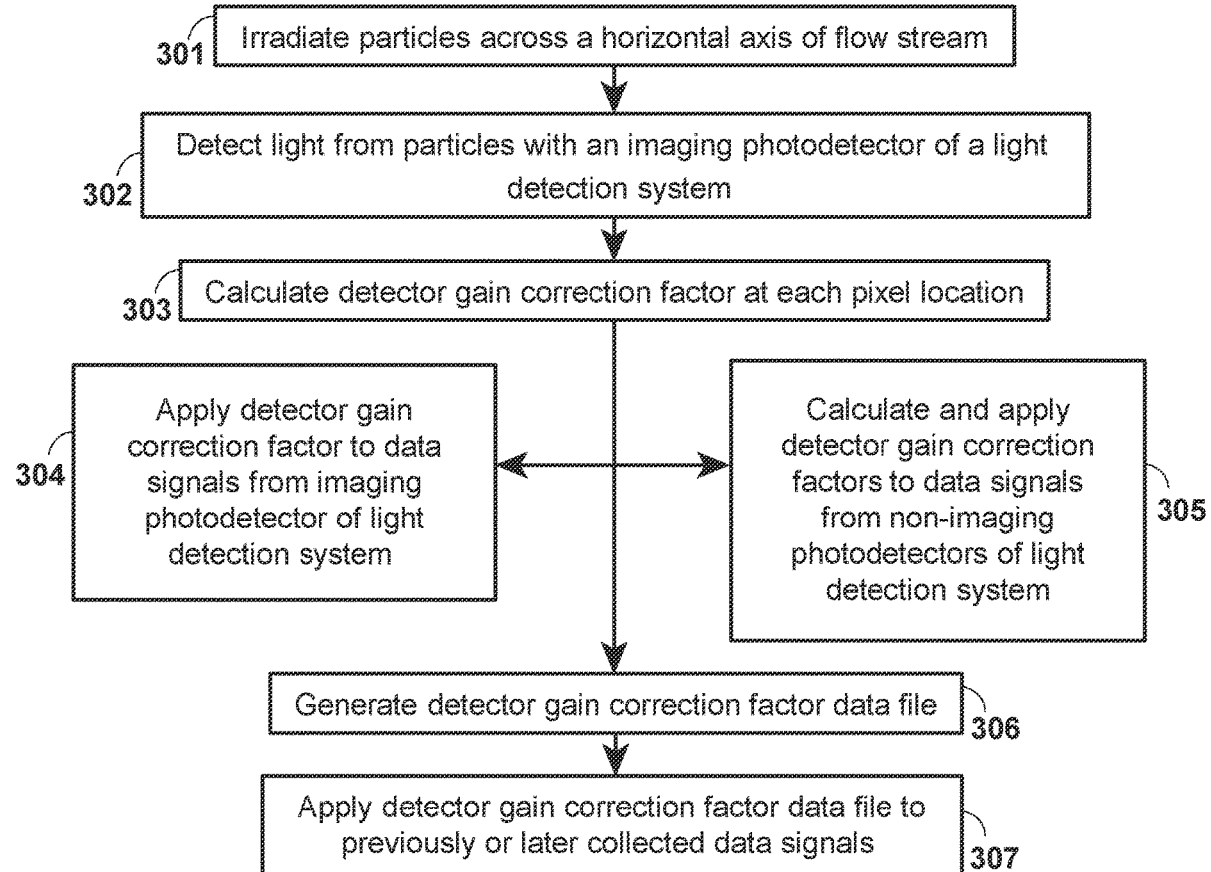 301
Irradiate particles across a horizontal axis of flow stream
302
Detect light from particles with an imaging photodetector of a light
detection system
303
Calculate detector gain correction factor at each pixel location
304
Apply detector gain
correction factor to data
signals from imaging
photodetector of light
detection system
Calculate and apply
detector gain correction
factors to data signals
from non-imaging
photodetectors of light
detection system
305
Generate detector gain correction factor data file
306
Apply detector gain correction factor data file to
previously or later collected data signals
307